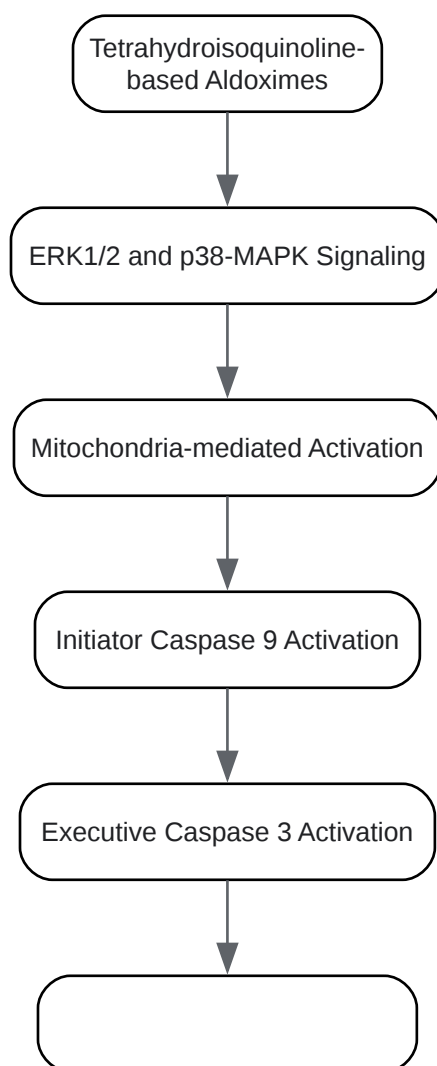 Tetrahydroisoquinoline-
based Aldoximes
ERK1/2 and p38-MAPK Signaling
Mitochondria-mediated Activation
Initiator Caspase 9 Activation
Executive Caspase 3 Activation